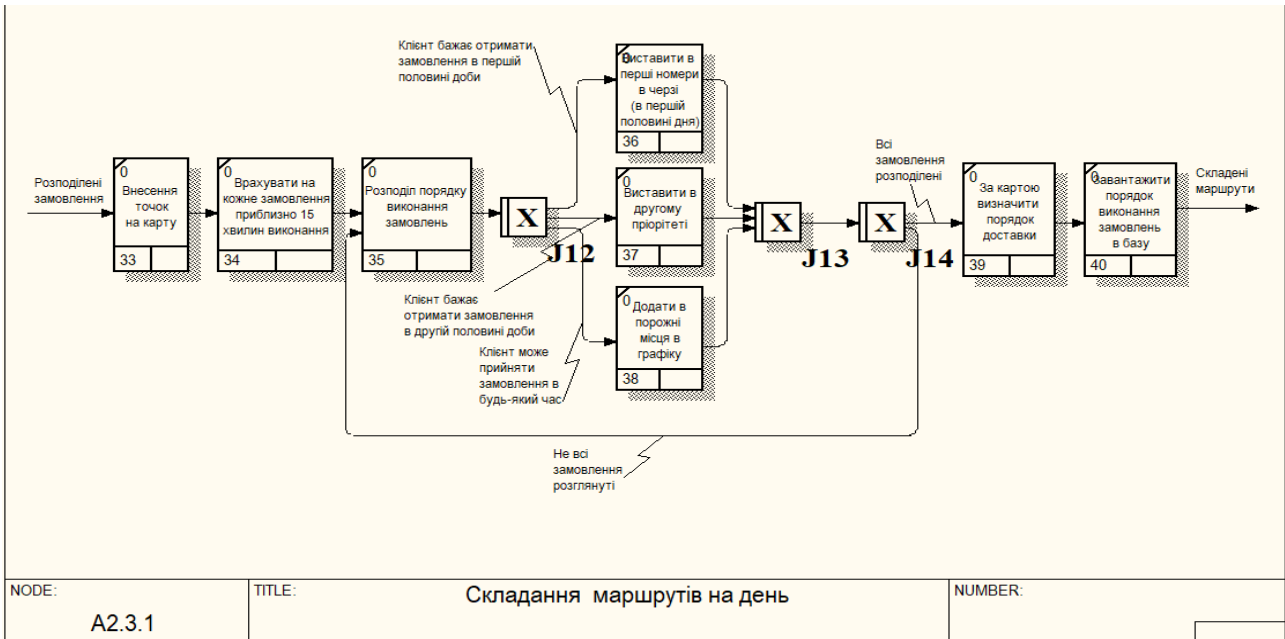 Клієнт бажає отримати
замовлення в першій
половині доби
0
Виставити в
перші номери
в черзі
(в першій
половині дня)
36
Розподілені
замовлення
0
Внесення
точок
на карту
33
0
Врахувати на
кожне замовлення
приблизно 15
хвилин виконання
34
0
Розподіл порядку
виконання
замовлень
35
X
J12
0
Виставити в
другому
пріорітеті
37
X
J13
X
J14
Всі
замовлення
розподілені
0
За картою
визначити
порядок
доставки
39
0
Завантажити
порядок
виконання
замовлень
в базу
40
Складені
маршрути
Клієнт бажає
отримати замовлення
в другій половині доби
0
Додати в
порожні
місця в
графіку
38
Клієнт може
прийняти
замовлення в
будь-який час
Не всі
замовлення
розглянуті
NODE:
A2.3.1
TITLE:
Складання маршрутів на день
NUMBER: